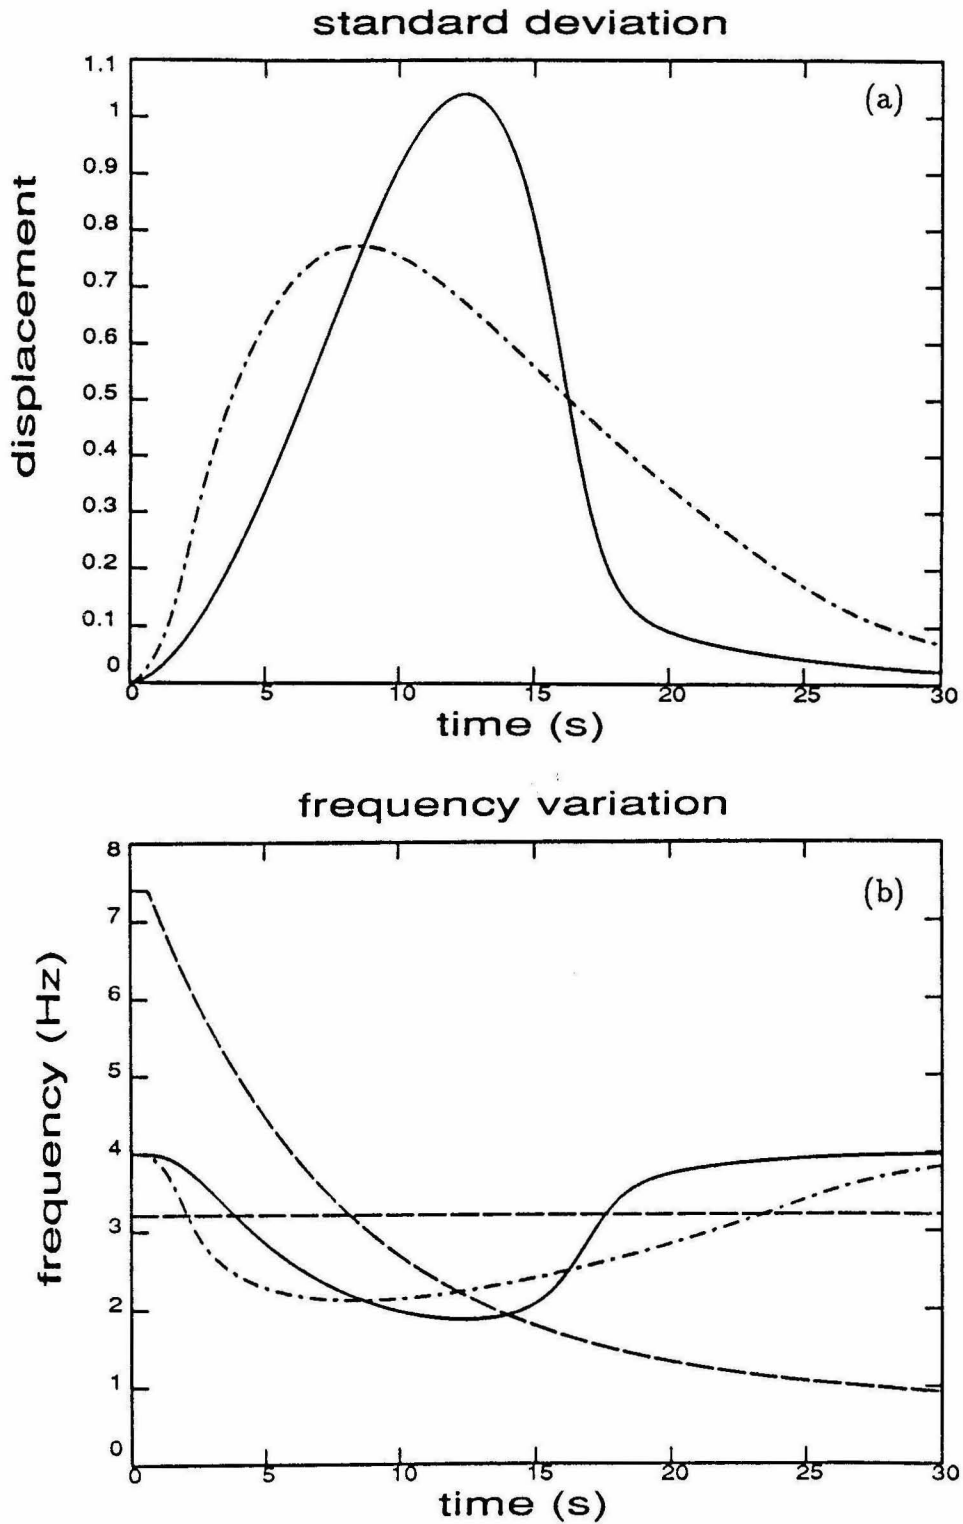 standard deviation
(a)
displacement
1.1
1
0.9
0.8
0.7
0.6
0.5
0.4
0.3
0.2
0.1
0
0 5 10 15 20 25 30
time (s)
frequency variation
(b)
frequency (Hz)
8
7
6
5
4
3
2
1
0
0 5 10 15 20 25 30
time (s)